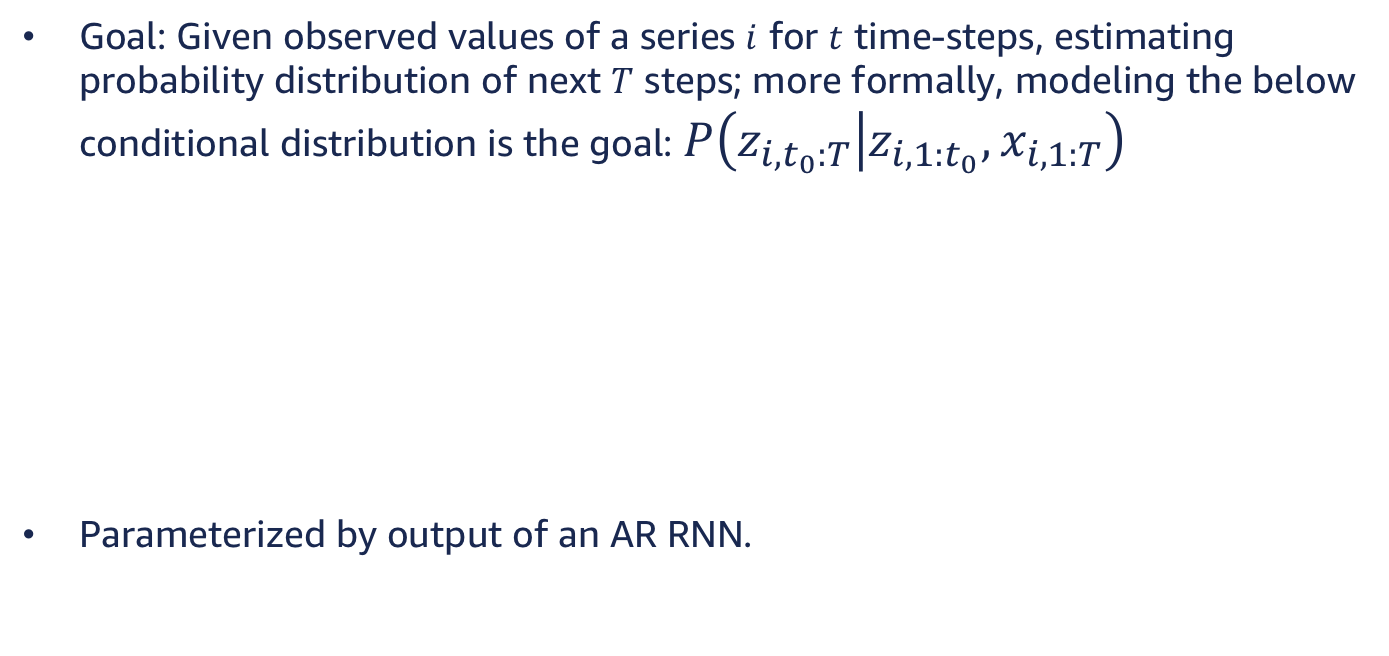 • Goal: Given observed values of a series i for t time-steps, estimating
probability distribution of next T steps; more formally, modeling the below
conditional distribution is the goal: P(z_{i,t_0:T}|z_{i,1:t_0}, x_{i,1:T})
• Parameterized by output of an AR RNN.